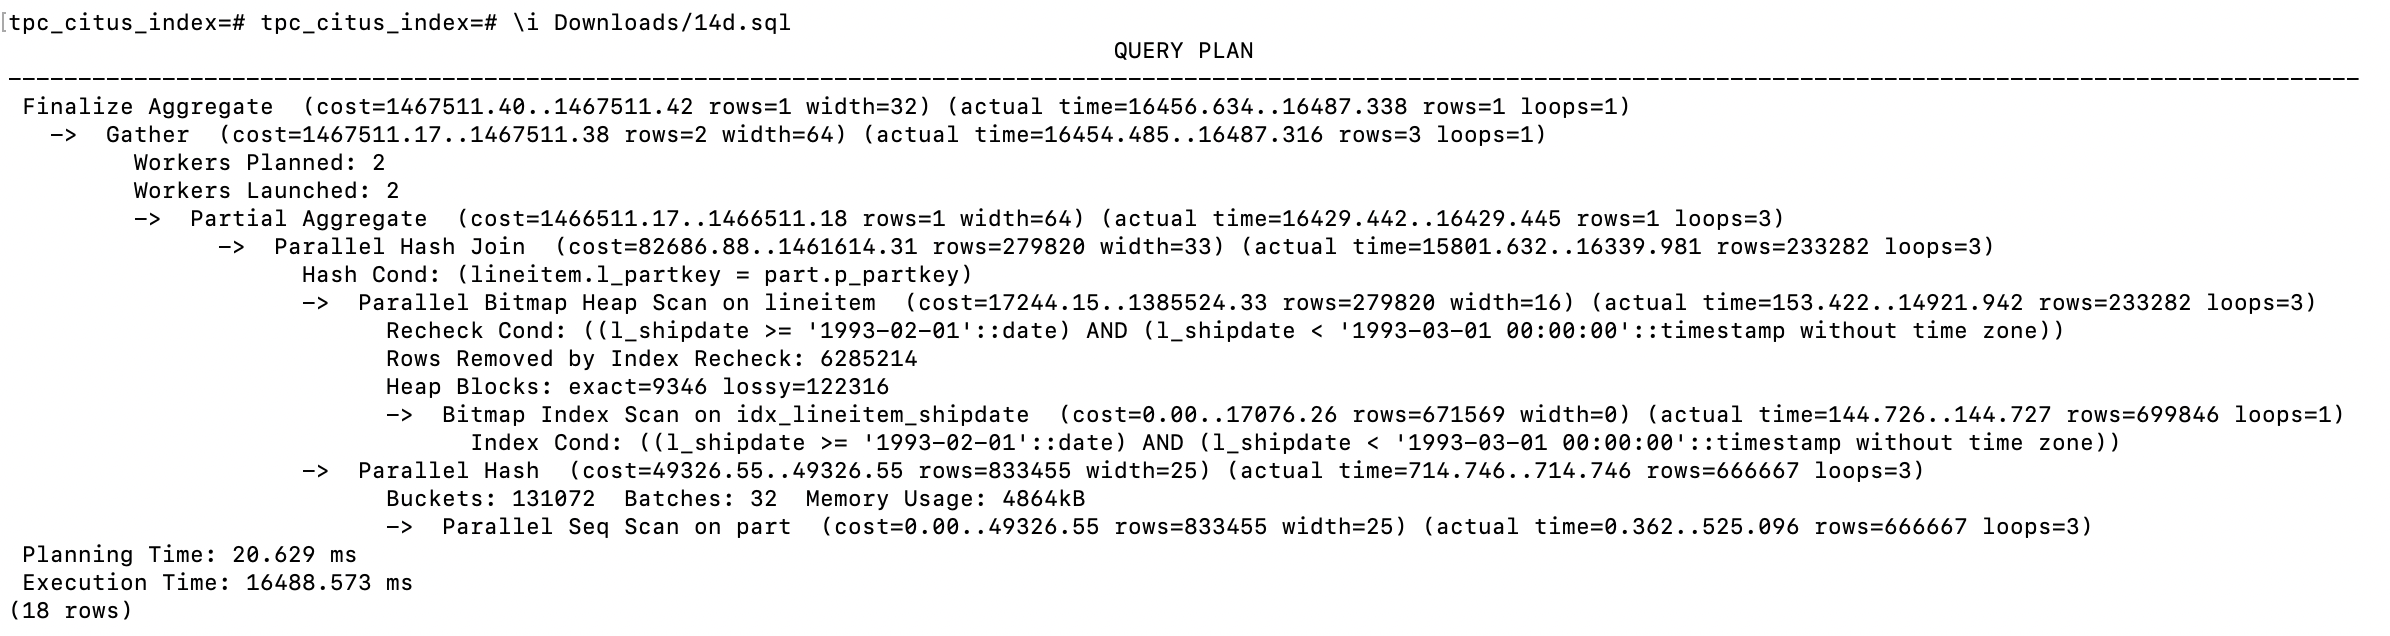 [tpc_citus_index=# tpc_citus_index=# \i Downloads/14d.sql
QUERY PLAN
------------------------------------------------------------------------------------------------------------------------------------------------------------------------
Finalize Aggregate  (cost=1467511.40..1467511.42 rows=1 width=32) (actual time=16456.634..16487.338 rows=1 loops=1)
  ->  Gather  (cost=1467511.17..1467511.38 rows=2 width=64) (actual time=16454.485..16487.316 rows=3 loops=1)
        Workers Planned: 2
        Workers Launched: 2
        ->  Partial Aggregate  (cost=1466511.17..1466511.18 rows=1 width=64) (actual time=16429.442..16429.445 rows=1 loops=3)
              ->  Parallel Hash Join  (cost=82686.88..1461614.31 rows=279820 width=33) (actual time=15801.632..16339.981 rows=233282 loops=3)
                    Hash Cond: (lineitem.l_partkey = part.p_partkey)
                    ->  Parallel Bitmap Heap Scan on lineitem  (cost=17244.15..1385524.33 rows=279820 width=16) (actual time=153.422..14921.942 rows=233282 loops=3)
                          Recheck Cond: ((l_shipdate >= '1993-02-01'::date) AND (l_shipdate < '1993-03-01 00:00:00'::timestamp without time zone))
                          Rows Removed by Index Recheck: 6285214
                          Heap Blocks: exact=9346 lossy=122316
                          ->  Bitmap Index Scan on idx_lineitem_shipdate  (cost=0.00..17076.26 rows=671569 width=0) (actual time=144.726..144.727 rows=699846 loops=1)
                                Index Cond: ((l_shipdate >= '1993-02-01'::date) AND (l_shipdate < '1993-03-01 00:00:00'::timestamp without time zone))
                    ->  Parallel Hash  (cost=49326.55..49326.55 rows=833455 width=25) (actual time=714.746..714.746 rows=666667 loops=3)
                          Buckets: 131072  Batches: 32  Memory Usage: 4864kB
                          ->  Parallel Seq Scan on part  (cost=0.00..49326.55 rows=833455 width=25) (actual time=0.362..525.096 rows=666667 loops=3)
Planning Time: 20.629 ms
Execution Time: 16488.573 ms
(18 rows)